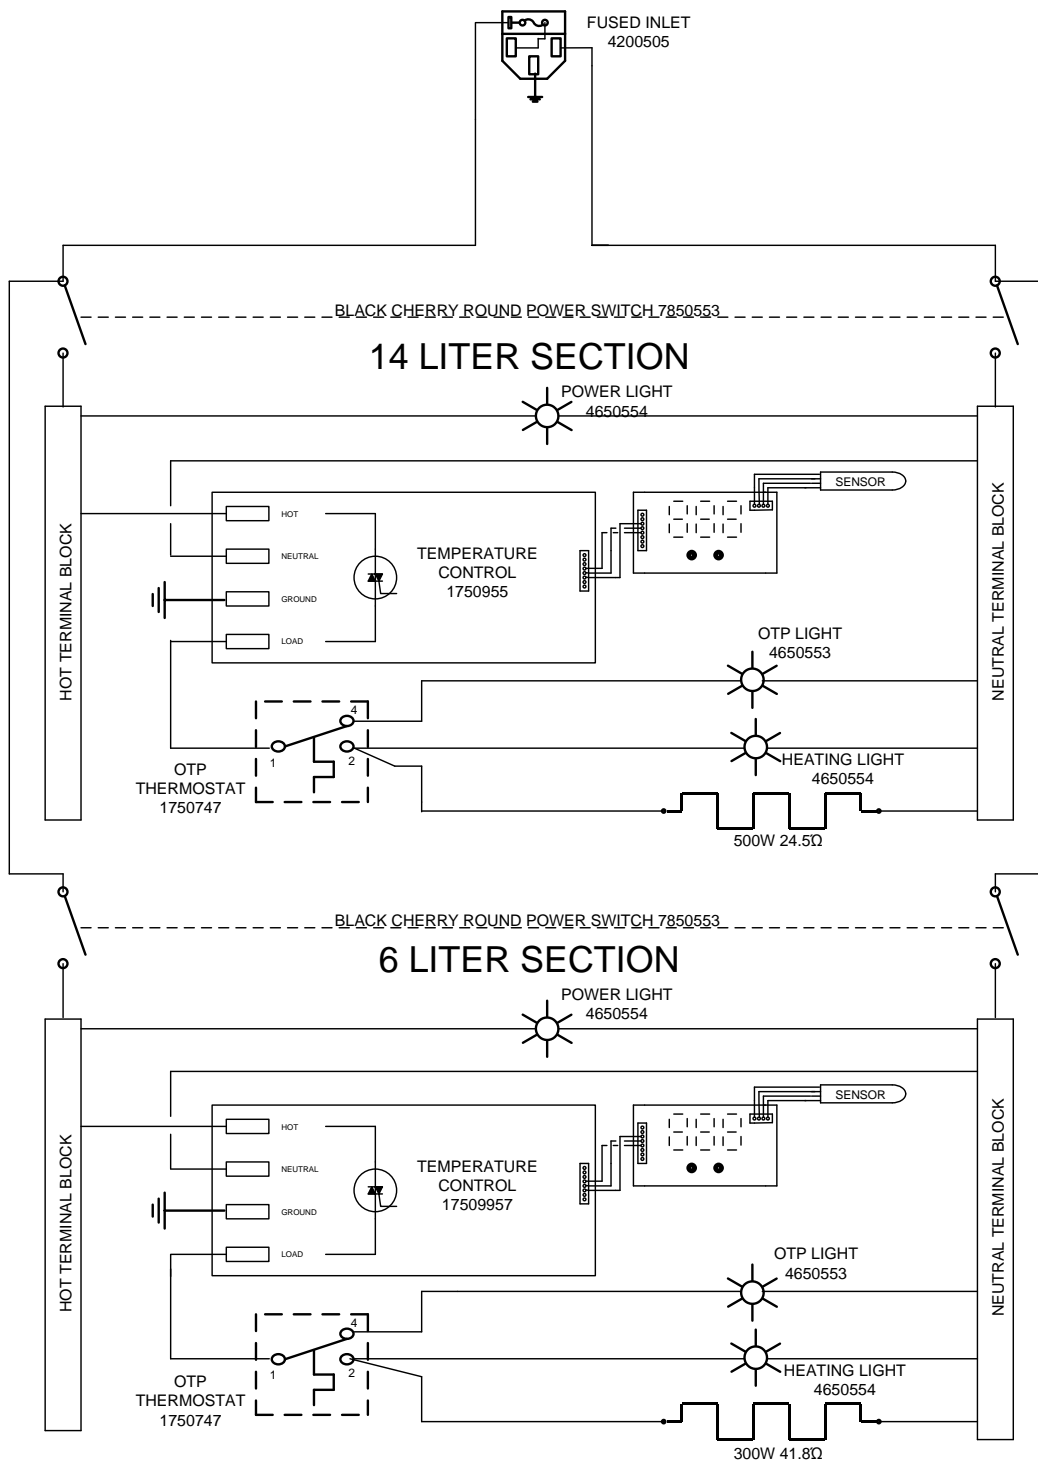 FUSED INLET
4200505
BLACK CHERRY ROUND POWER SWITCH 7850553
14 LITER SECTION
POWER LIGHT
4650554
HOT TERMINAL BLOCK
NEUTRAL TERMINAL BLOCK
SENSOR
HOT
NEUTRAL
GROUND
LOAD
TEMPERATURE
CONTROL
1750955
OTP LIGHT
4650553
4
1
2
OTP
THERMOSTAT
1750747
HEATING LIGHT
4650554
500W 24.5Ω
BLACK CHERRY ROUND POWER SWITCH 7850553
6 LITER SECTION
POWER LIGHT
4650554
HOT TERMINAL BLOCK
NEUTRAL TERMINAL BLOCK
SENSOR
HOT
NEUTRAL
GROUND
LOAD
TEMPERATURE
CONTROL
17509957
OTP LIGHT
4650553
4
1
2
OTP
THERMOSTAT
1750747
HEATING LIGHT
4650554
300W 41.8Ω